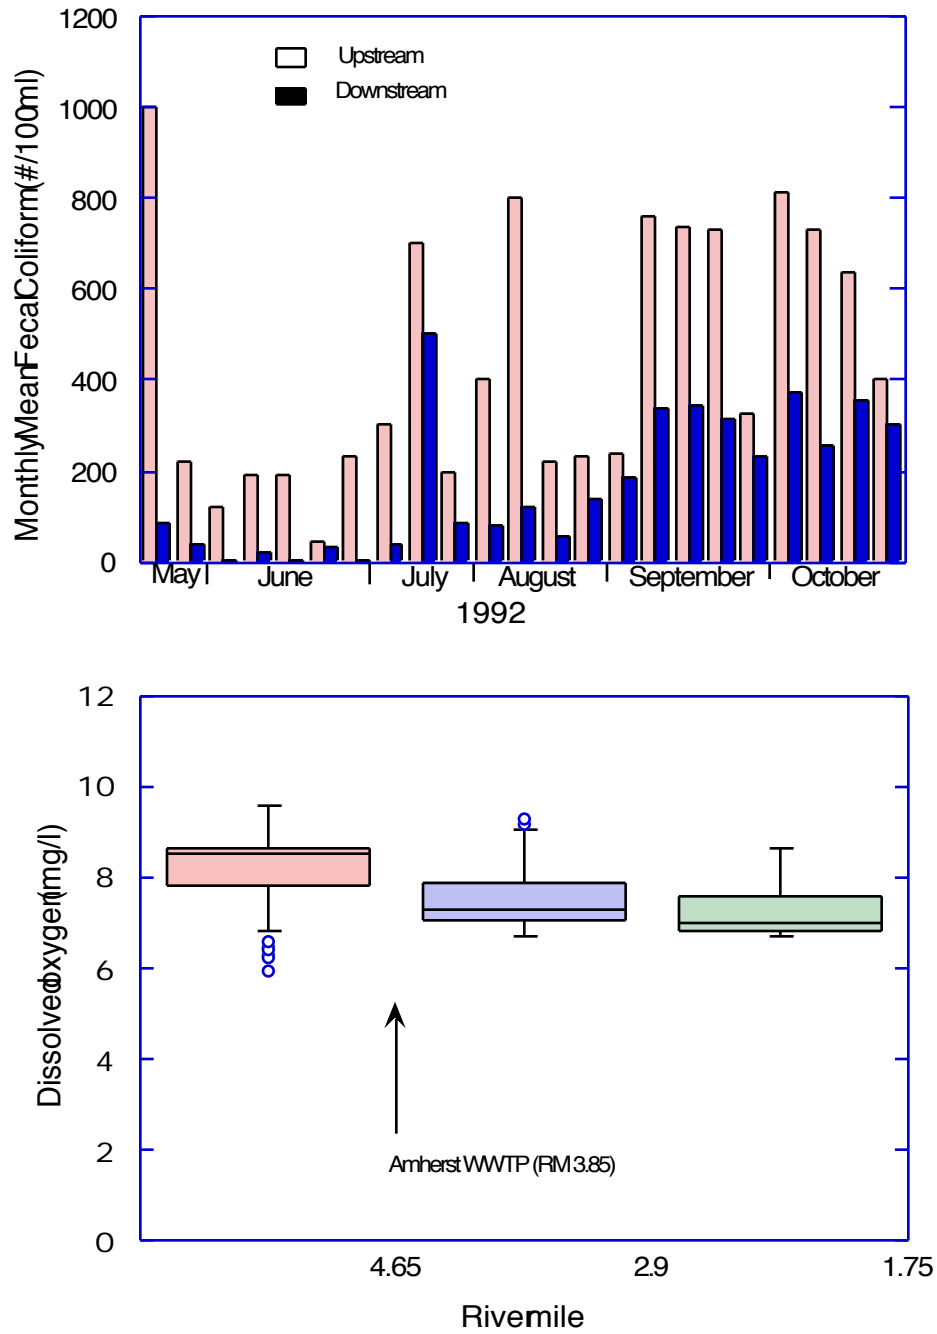 1200
Upstream
Downstream
1000
800
600
400
200
0
Monthly Mean Fecal Coliform (#/100ml)
May June July August September October
1992
12
10
8
6
4
2
0
Dissolved oxygen (mg/l)
Amherst WWTP (RM 3.85)
4.65 2.9 1.75
River mile